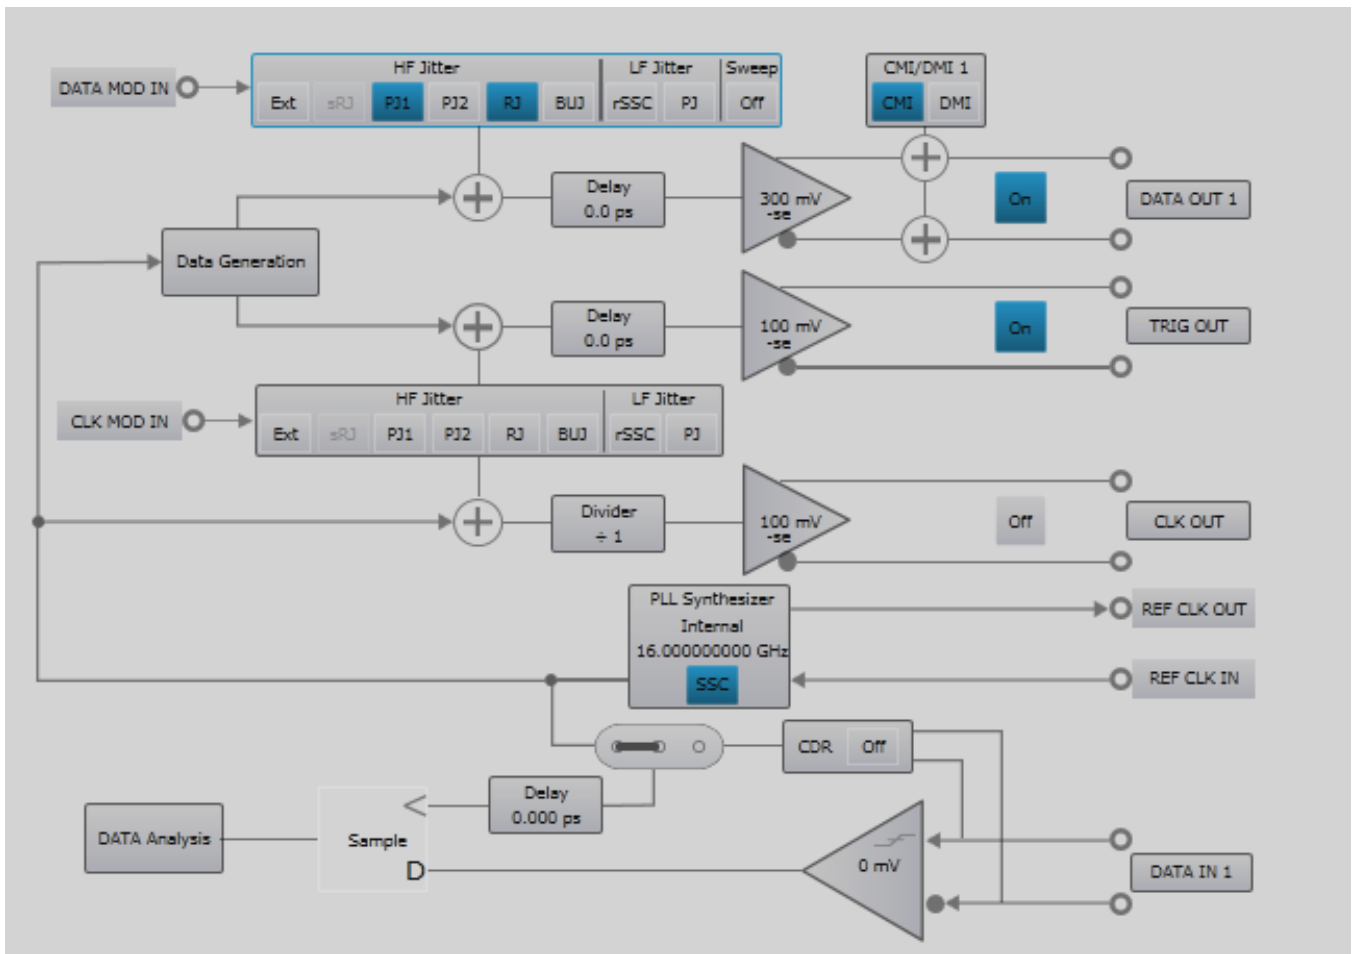 DATA MOD IN
HF Jitter
LF Jitter
Sweep
Ext
sRJ
PJ1
PJ2
RJ
BUJ
rSSC
PJ
Off
CMI/DMI 1
CMI
DMI
Delay
0.0 ps
300 mV
-se
On
DATA OUT 1
Data Generation
Delay
0.0 ps
100 mV
-se
On
TRIG OUT
CLK MOD IN
HF Jitter
LF Jitter
Ext
sRJ
PJ1
PJ2
RJ
BUJ
rSSC
PJ
Divider
÷ 1
100 mV
-se
Off
CLK OUT
PLL Synthesizer
Internal
16.000000000 GHz
SSC
REF CLK OUT
REF CLK IN
CDR
Off
Delay
0.000 ps
DATA Analysis
Sample
D
0 mV
DATA IN 1